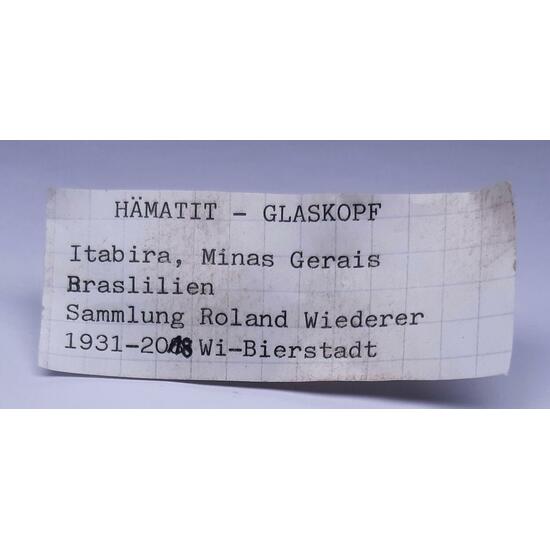 HÄMATIT - GLASKOPF
Itabira, Minas Gerais
Braslilien
Sammlung Roland Wiederer
1931-2018 Wi-Bierstadt